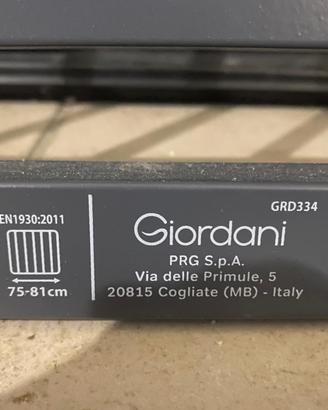 EN1930:2011
75-81cm
GRD334
Giordani
PRG S.p.A.
Via delle Primule, 5
20815 Cogliate (MB) - Italy